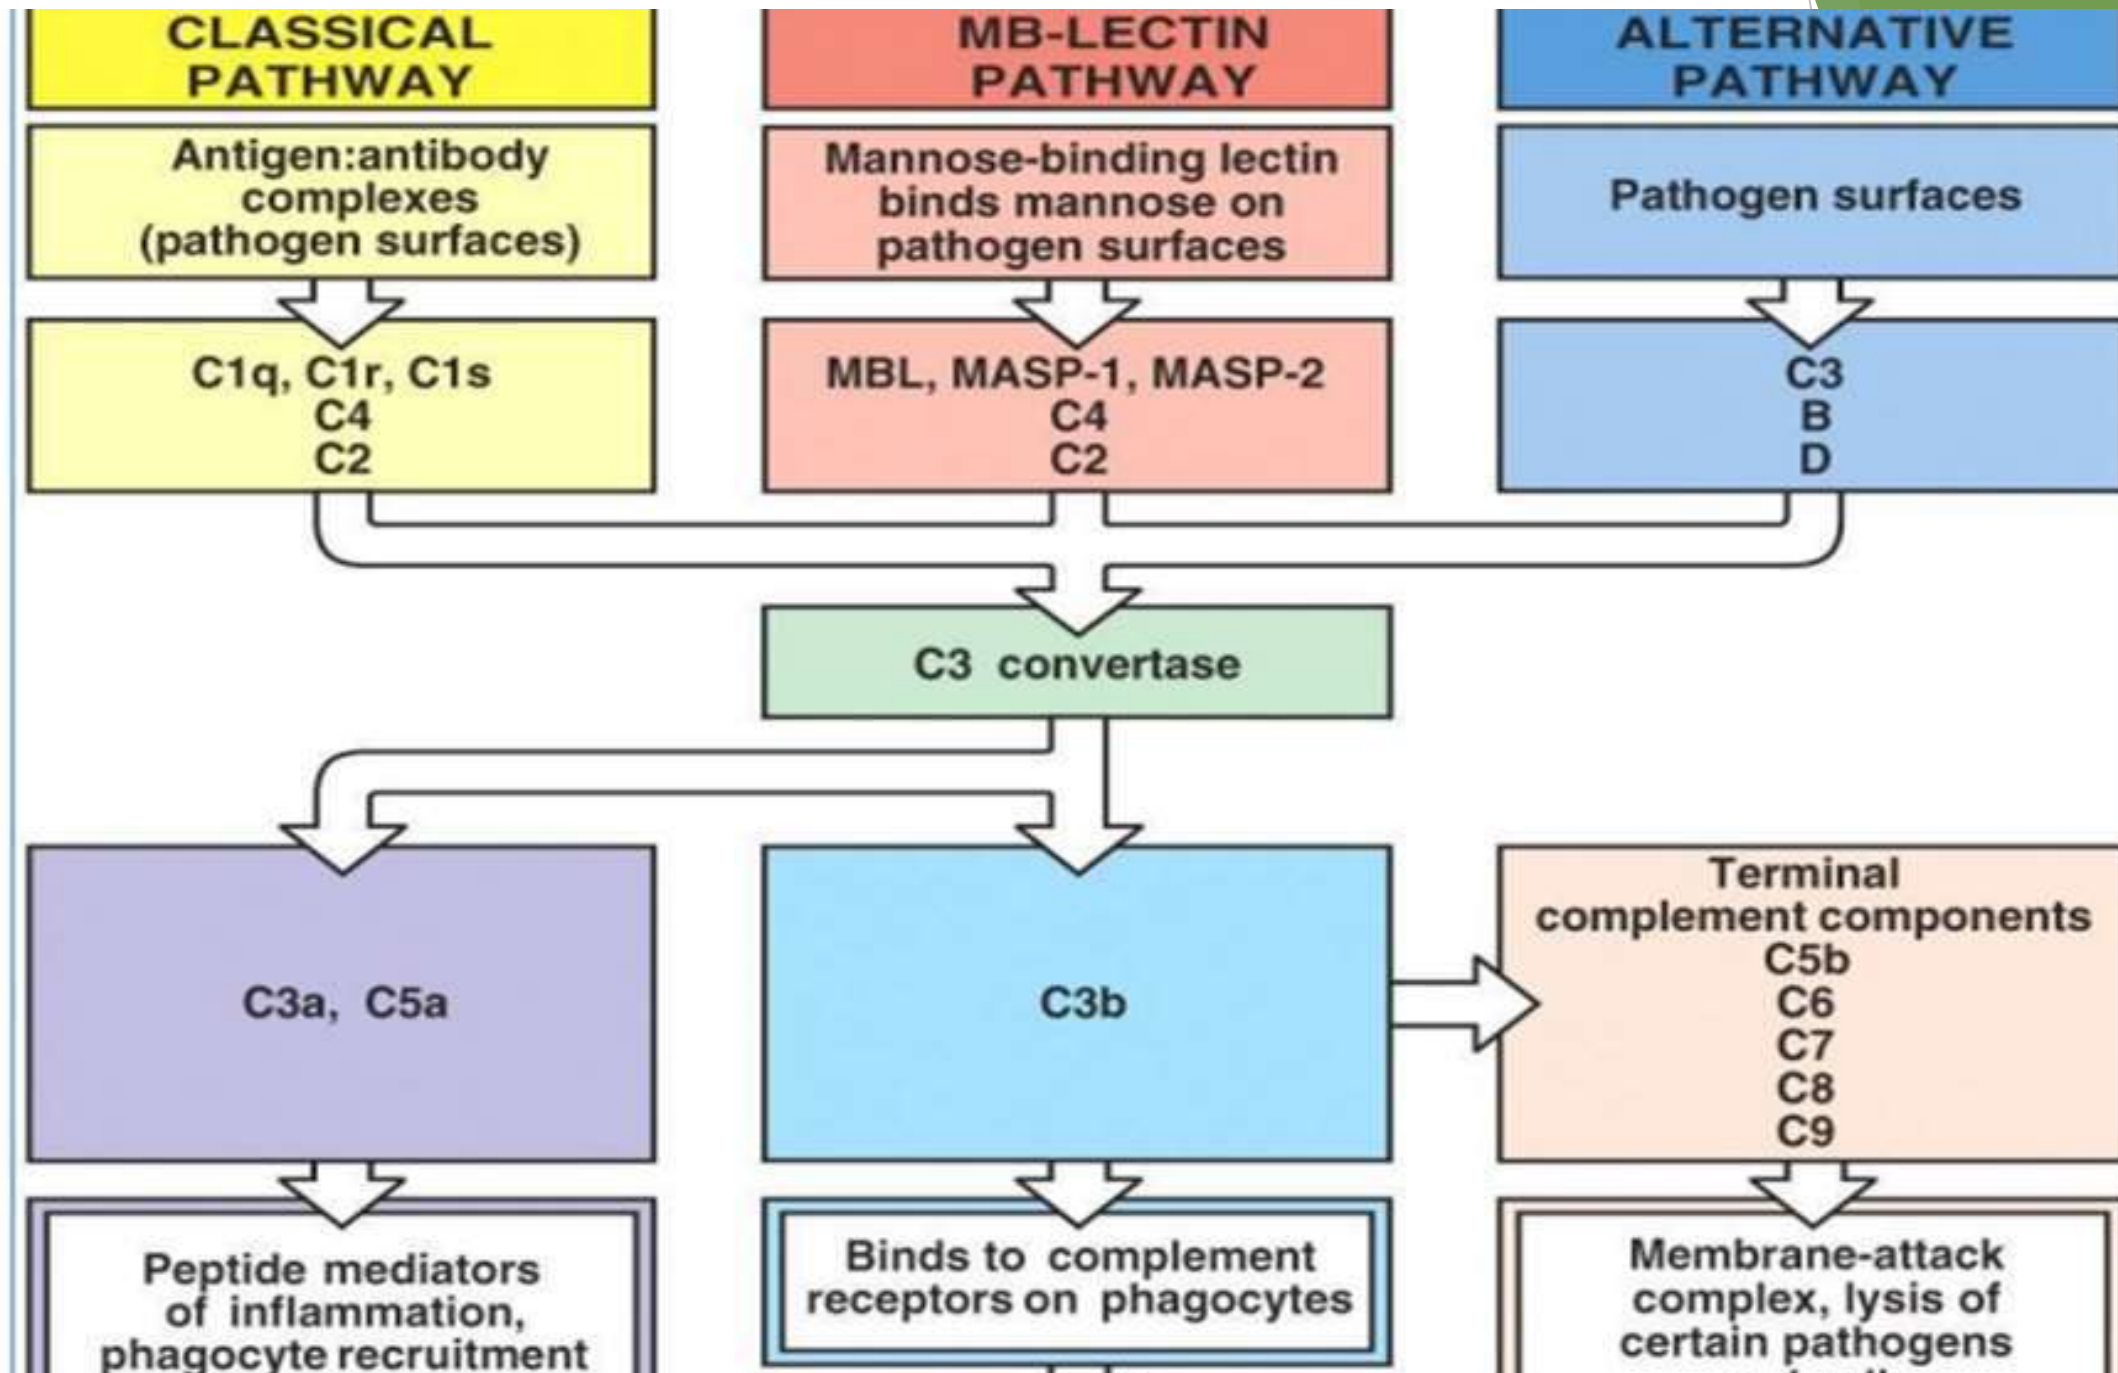 CLASSICAL
PATHWAY
MB-LECTIN
PATHWAY
ALTERNATIVE
PATHWAY
Antigen:antibody
complexes
(pathogen surfaces)
Mannose-binding lectin
binds mannose on
pathogen surfaces
Pathogen surfaces
C1q, C1r, C1s
C4
C2
MBL, MASP-1, MASP-2
C4
C2
C3
B
D
C3 convertase
C3a, C5a
C3b
Terminal
complement components
C5b
C6
C7
C8
C9
Peptide mediators
of inflammation,
phagocyte recruitment
Binds to complement
receptors on phagocytes
Membrane-attack
complex, lysis of
certain pathogens